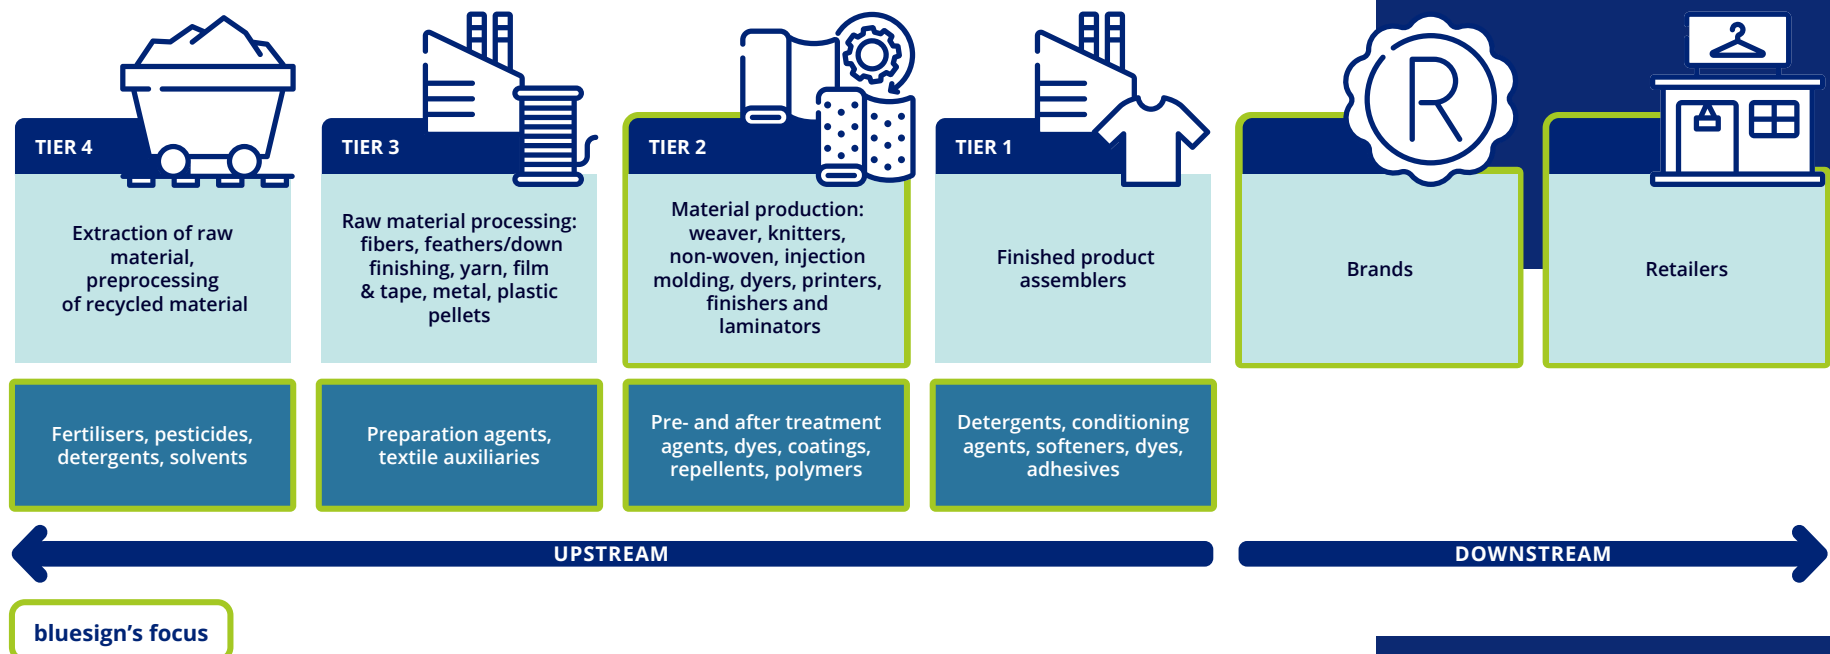 TIER 4
Extraction of raw
material,
preprocessing
of recycled material
TIER 3
Raw material processing:
fibers, feathers/down
finishing, yarn, film
& tape, metal, plastic
pellets
TIER 2
Material production:
weaver, knitters,
non-woven, injection
molding, dyers, printers,
finishers and
laminators
TIER 1
Finished product
assemblers
R
Brands
Retailers
Fertilisers, pesticides,
detergents, solvents
Preparation agents,
textile auxiliaries
Pre- and after treatment
agents, dyes, coatings,
repellents, polymers
Detergents, conditioning
agents, softeners, dyes,
adhesives
UPSTREAM
DOWNSTREAM
bluesign’s focus